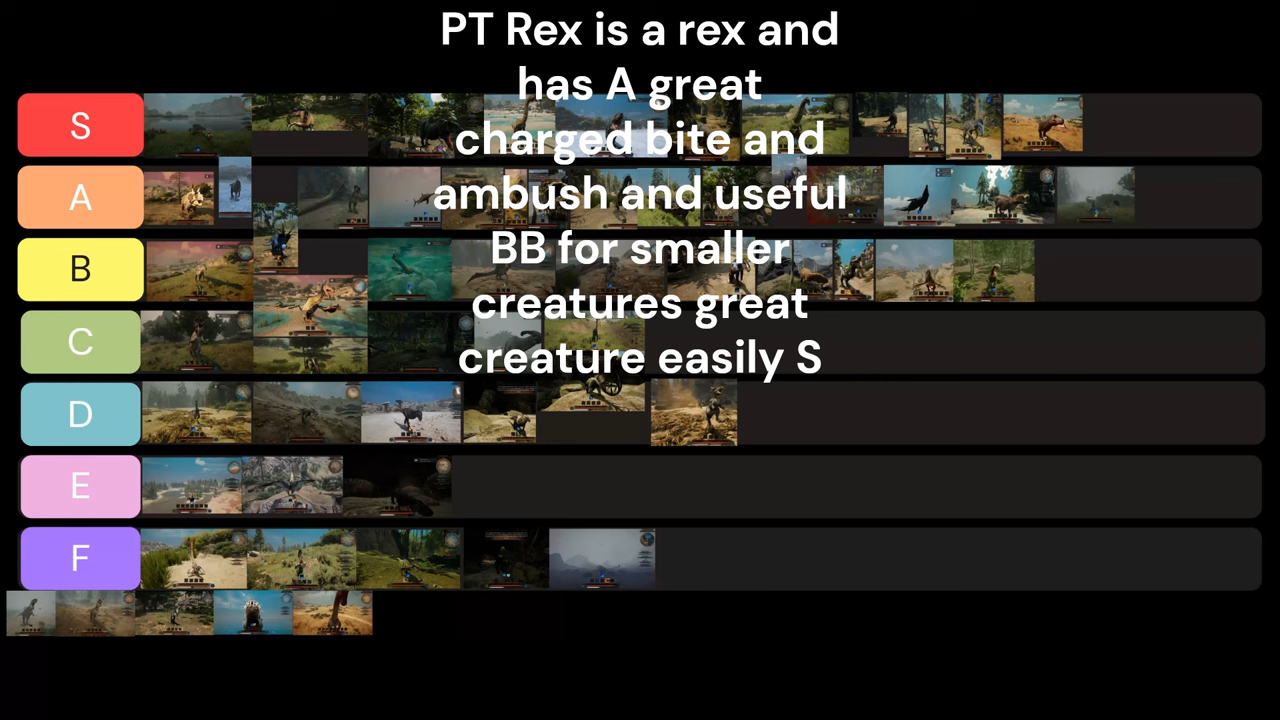 PT Rex is a rex and
has A great
charged bite and
ambush and useful
BB for smaller
creatures great
creature easily S
S
A
B
C
D
E
F